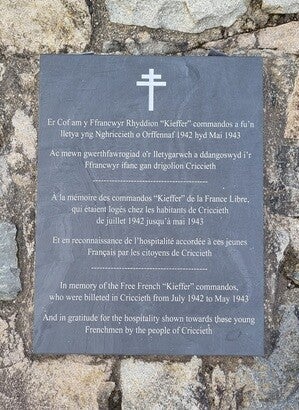 Er Cof am y Ffrancwyr Rhyddion "Kieffer" commandos a fu'n
lletya yng Nghriccieth o Orffennaf 1942 hyd Mai 1943
Ac mewn gwerthfawrogiad o'r lletygarwch a ddangoswyd i'r
Ffrancwyr ifanc gan drigolion Criccieth
À la mémoire des commandos "Kieffer" de la France Libre,
qui étaient logés chez les habitants de Criccieth
de juillet 1942 jusqu'à mai 1943
Et en reconnaissance de l'hospitalité accordée à ces jeunes
Français par les citoyens de Criccieth
In memory of the Free French "Kieffer" commandos,
who were billeted in Criccieth from July 1942 to May 1943
And in gratitude for the hospitality shown towards these young
Frenchmen by the people of Criccieth